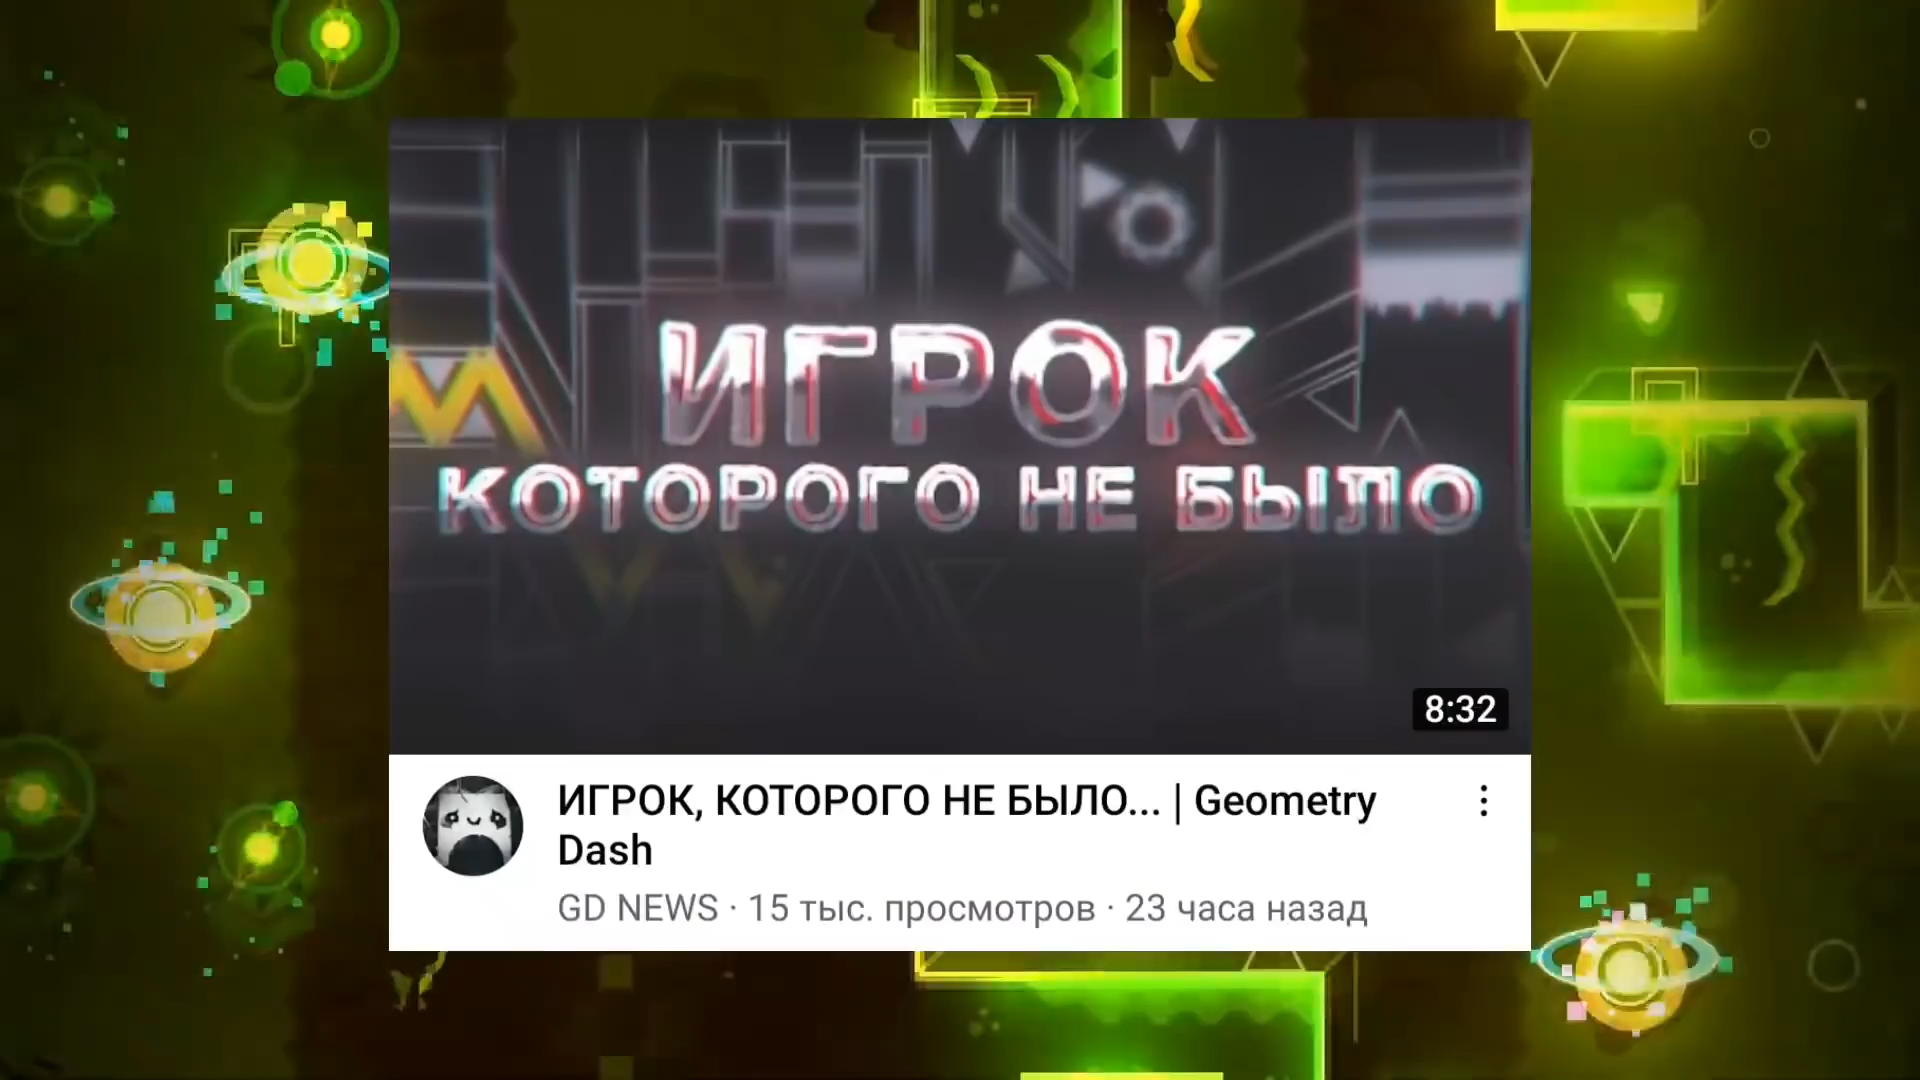 ИГРОК
КОТОРОГО НЕ БЫЛО
8:32
ИГРОК, КОТОРОГО НЕ БЫЛО... | Geometry
Dash
GD NEWS · 15 тыс. просмотров · 23 часа назад